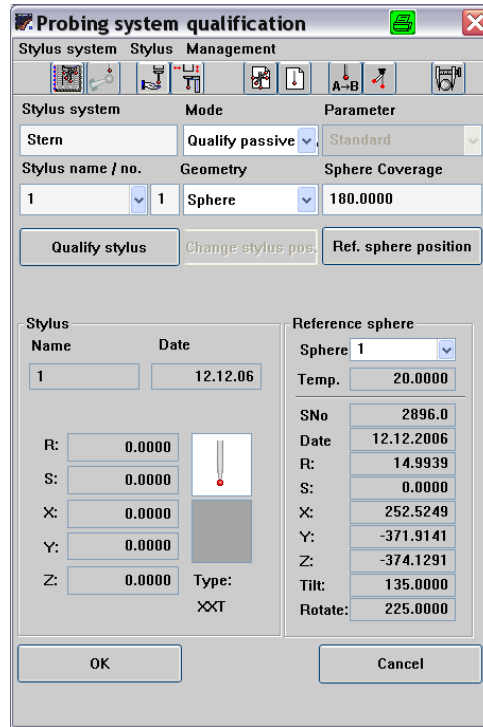 Probing system qualification
Stylus system Stylus Management
A→B
Stylus system Mode Parameter
Stern Qualify passive Standard
Stylus name / no. Geometry Sphere Coverage
1 1 Sphere 180.0000
Qualify stylus Change stylus pos. Ref. sphere position
Stylus
Name Date
1 12.12.06
R: 0.0000
S: 0.0000
X: 0.0000
Y: 0.0000
Z: 0.0000
Type:
XXT
Reference sphere
Sphere 1
Temp. 20.0000
SNo 2896.0
Date 12.12.2006
R: 14.9939
S: 0.0000
X: 252.5249
Y: -371.9141
Z: -374.1291
Tilt: 135.0000
Rotate: 225.0000
OK Cancel